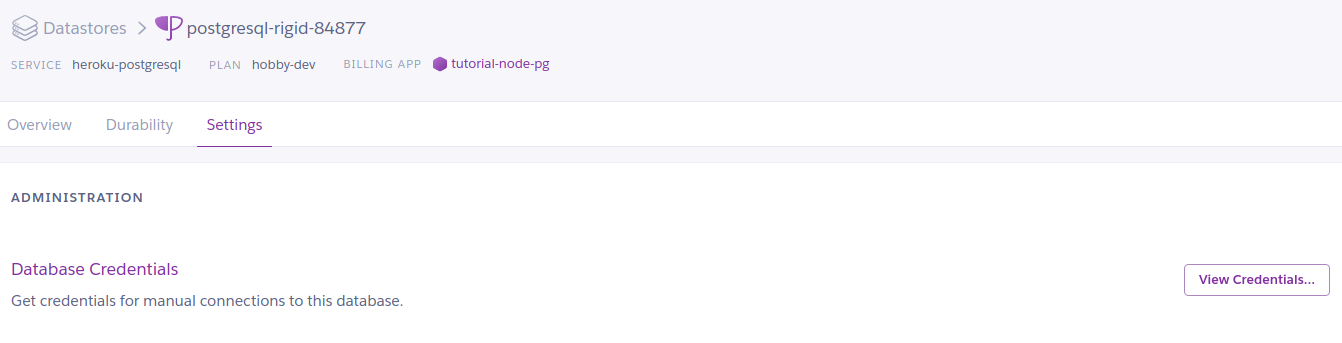 Datastores postgresql-rigid-84877
SERVICE heroku-postgresql PLAN hobby-dev BILLING APP tutorial-node-pg
Overview Durability Settings
ADMINISTRATION
Database Credentials
View Credentials...
Get credentials for manual connections to this database.